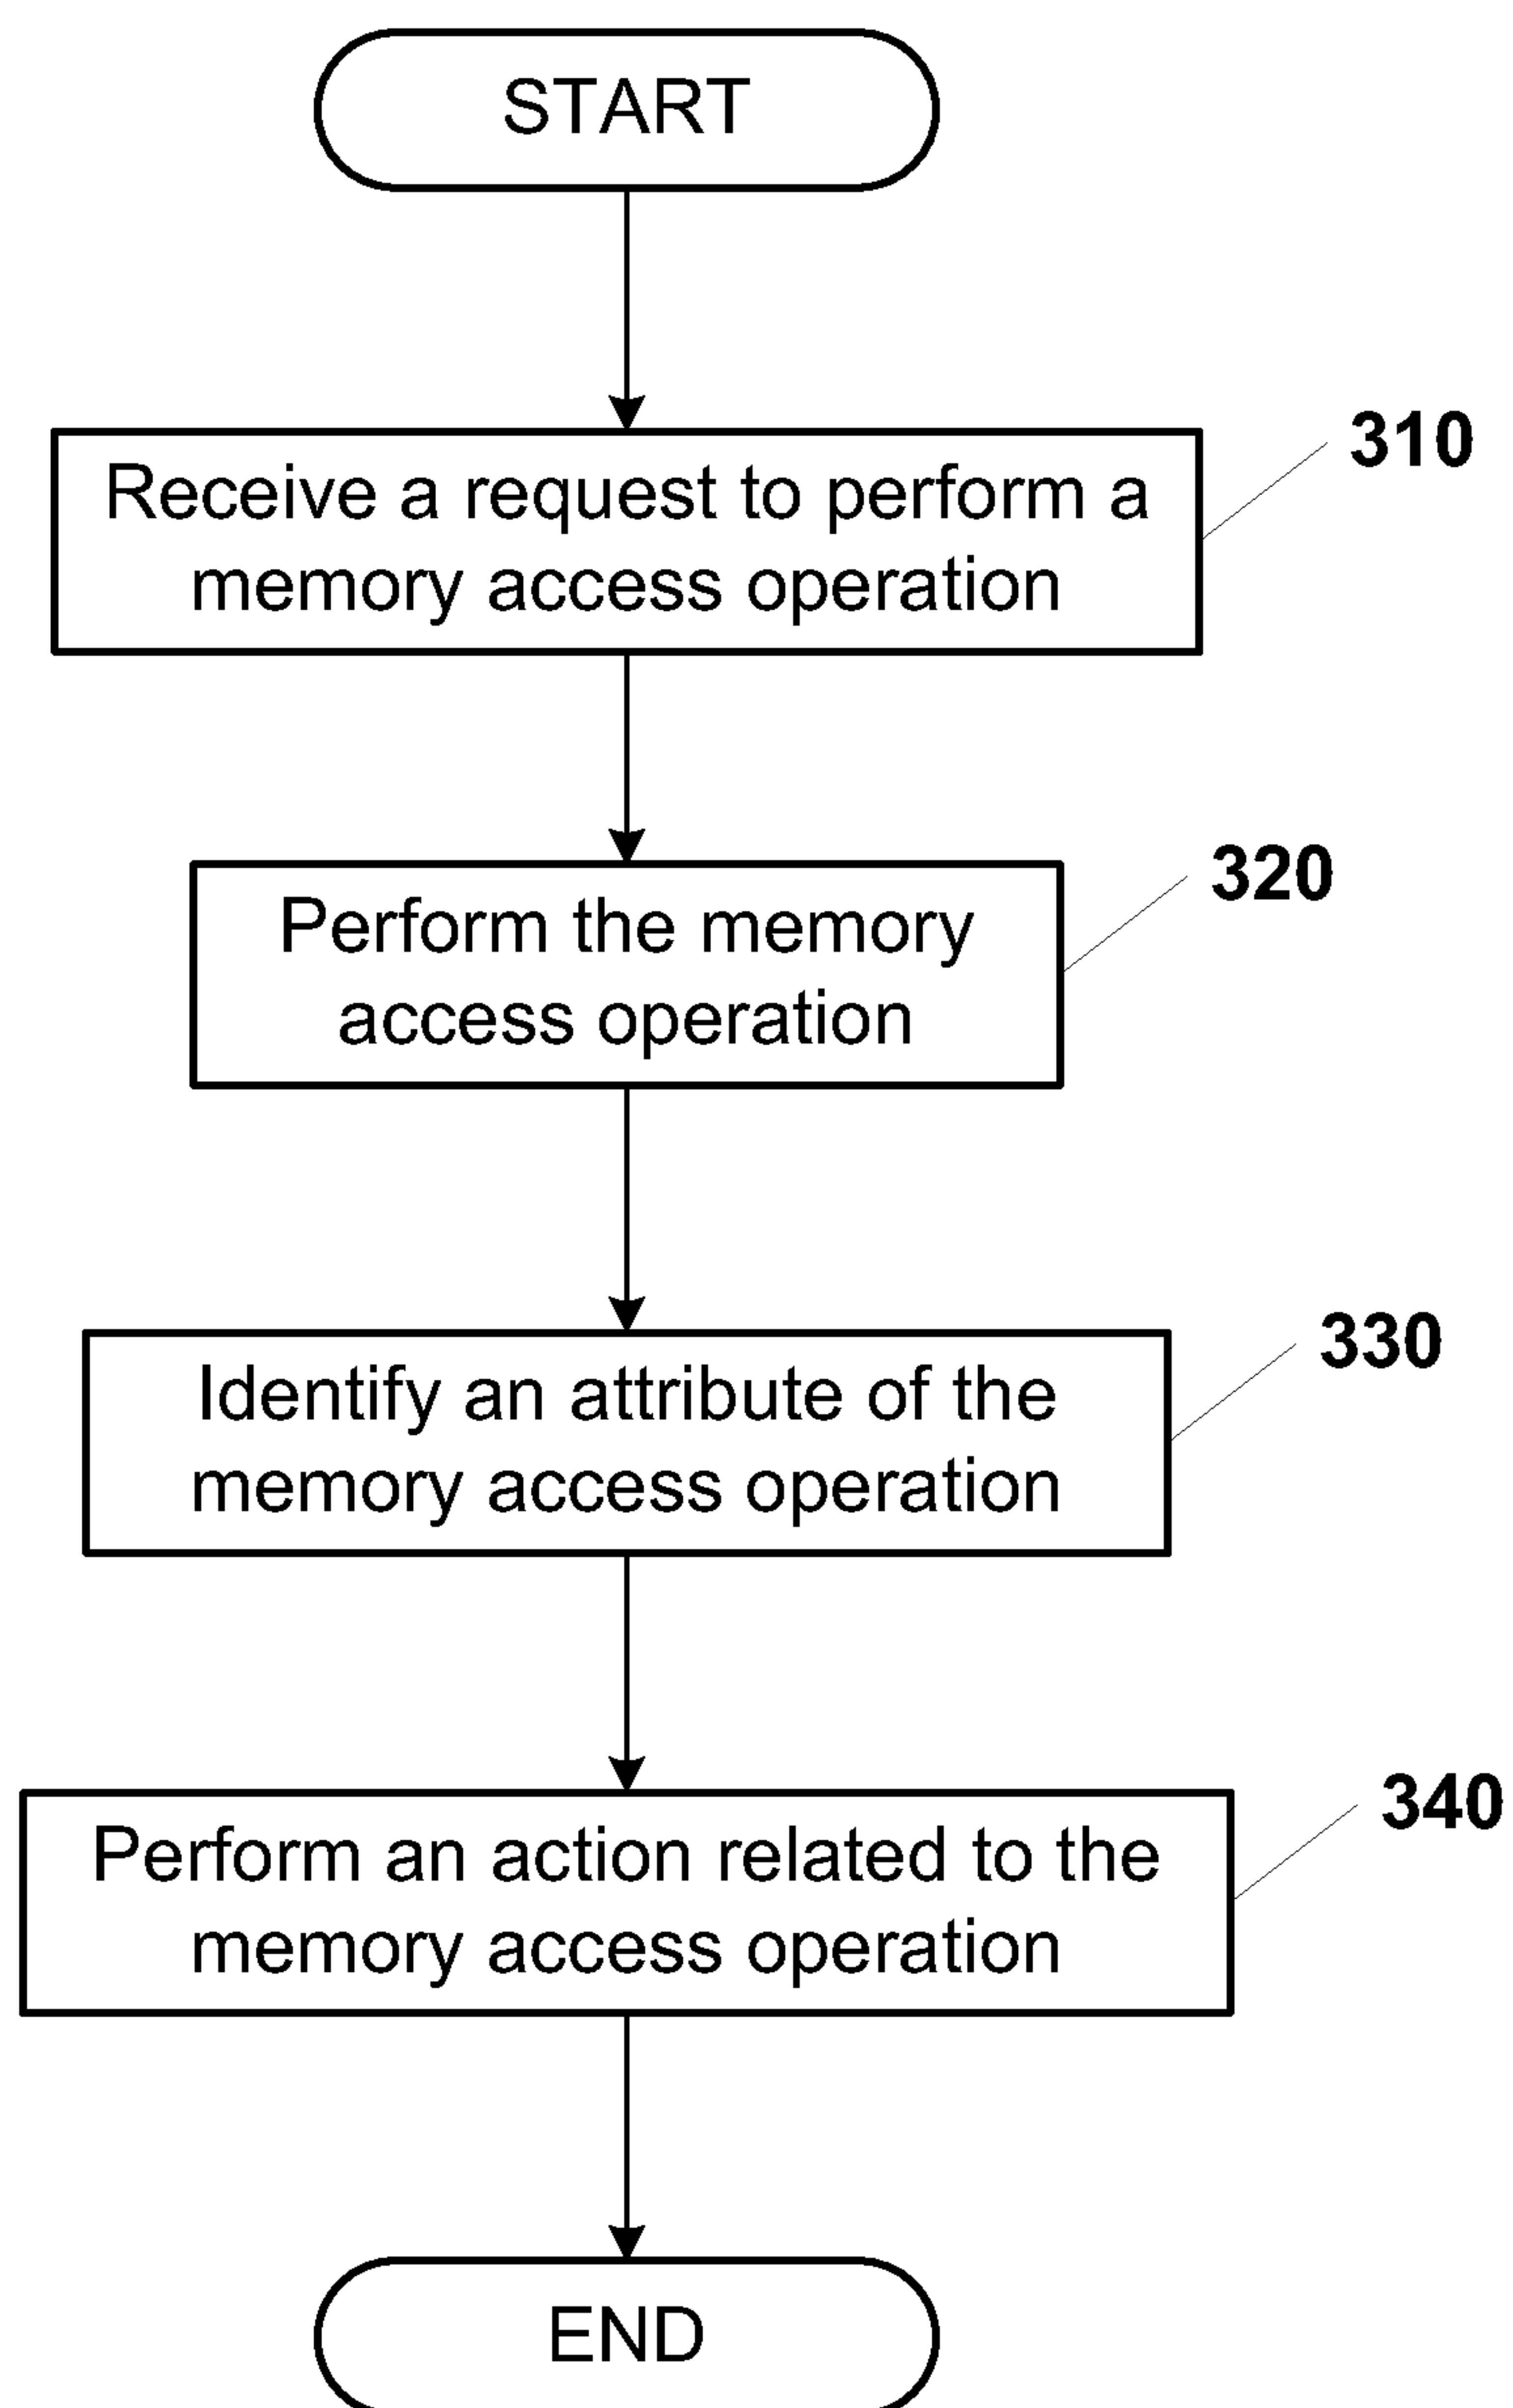 START
310
Receive a request to perform a
memory access operation
320
Perform the memory
access operation
330
Identify an attribute of the
memory access operation
340
Perform an action related to the
memory access operation
END